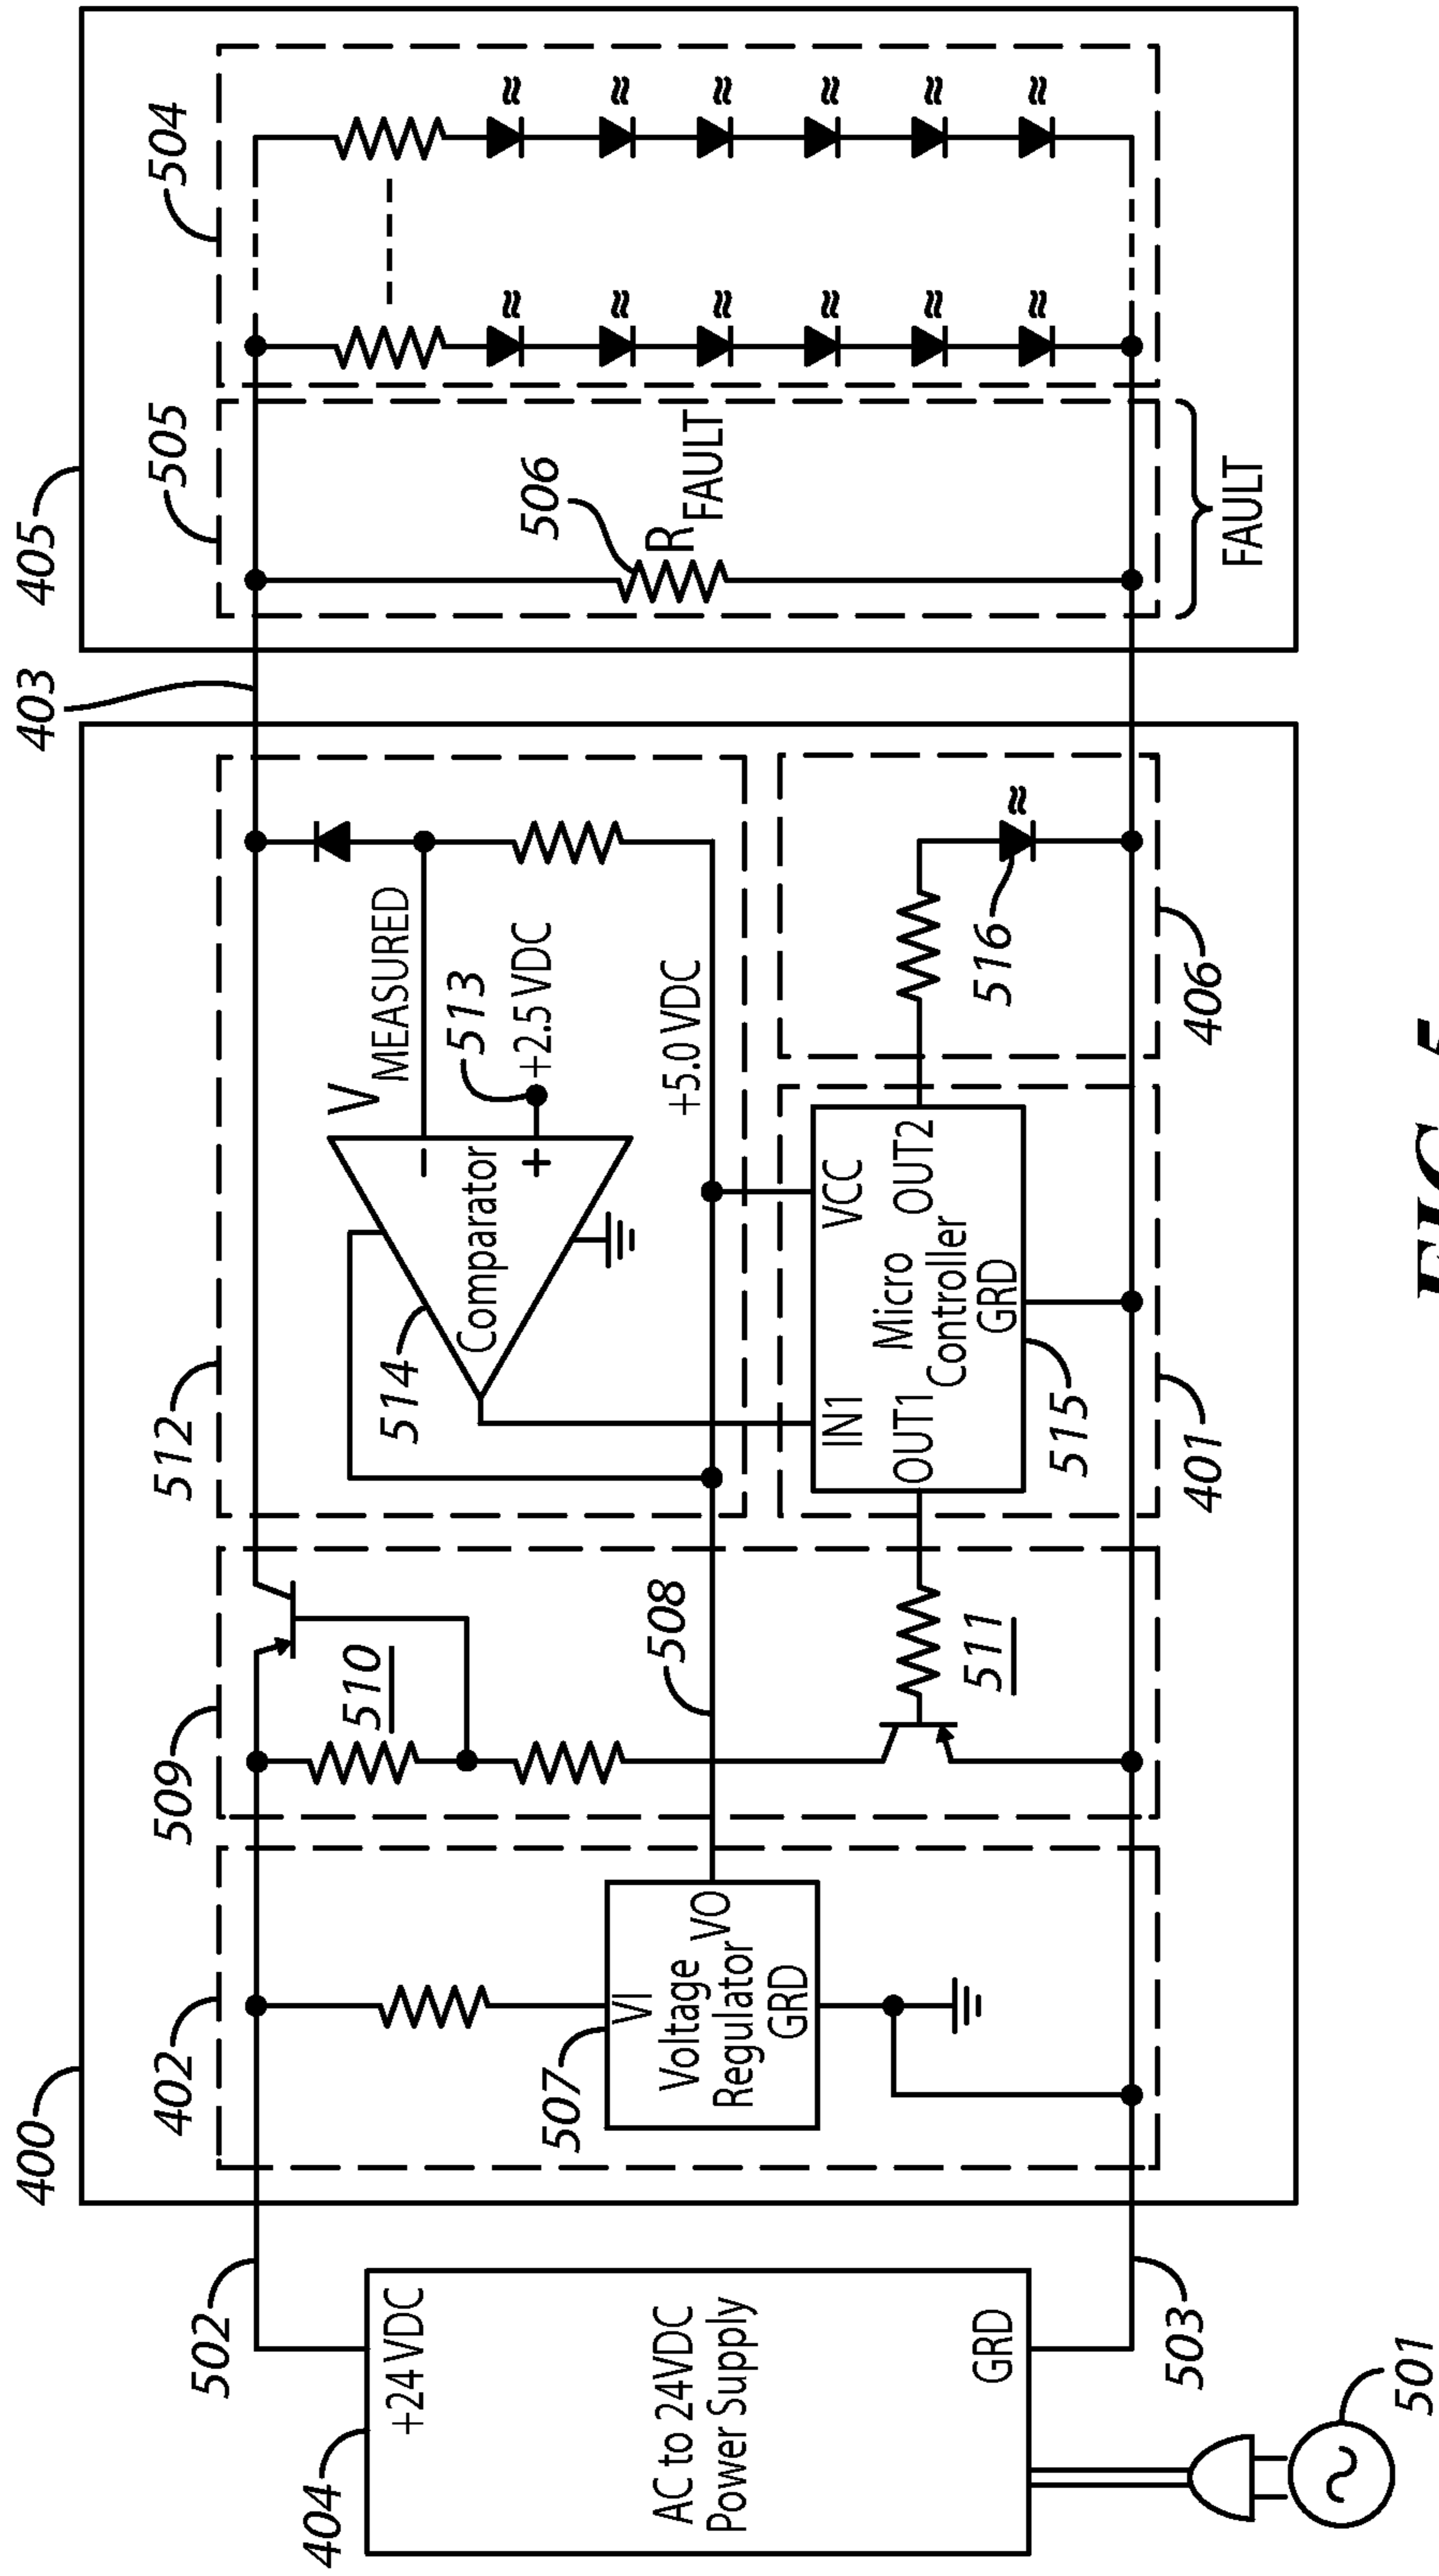 400
403
405
502
402
509
512
505
504
404
+24 VDC
AC to 24VDC
Power Supply
GRD
503
501
507
VI
Voltage
Regulator
VO
GRD
510
508
511
514
Comparator
−
+
V MEASURED
513
+2.5 VDC
+5.0 VDC
IN1
VCC
OUT1
Micro
Controller
OUT2
GRD
515
401
516
406
506
R FAULT
FAULT
FIG. 5